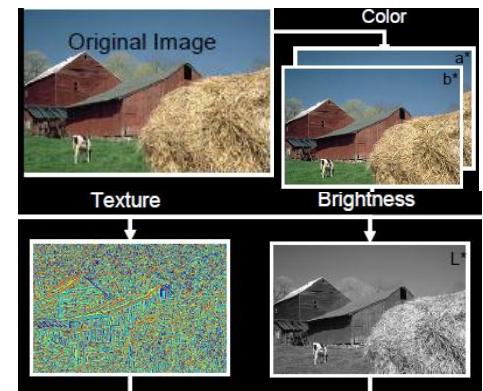 Color
Original Image
a*
b*
Texture
Brightness
L*